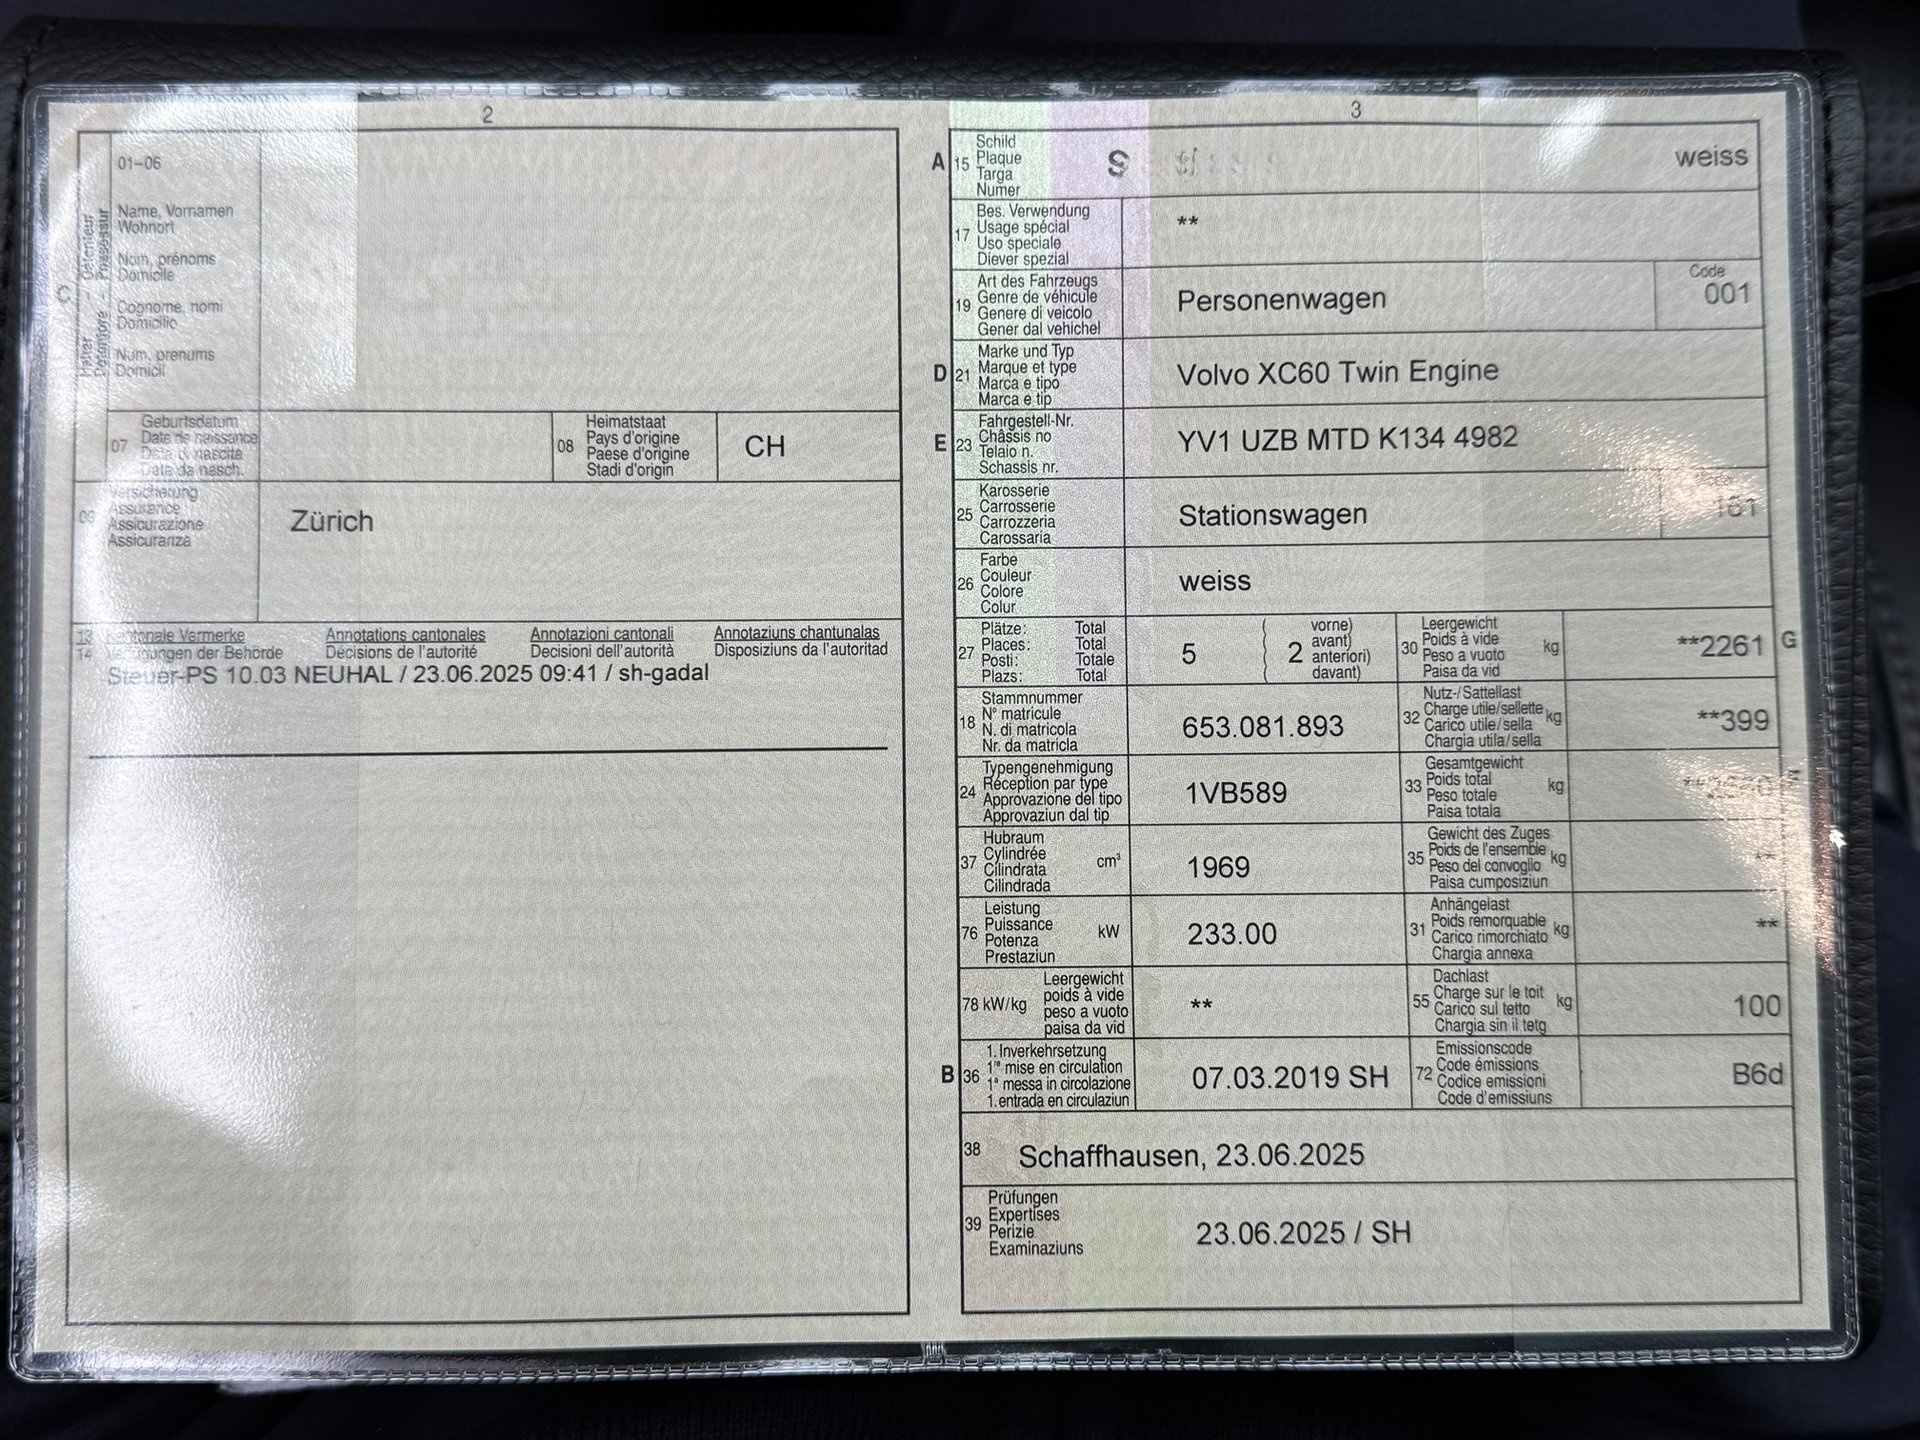 2
01-06
Name, Vornamen
Wohnort
Nom, prénoms
Domicile
Cognome, nomi
Domicilio
Num, prenums
Domicil
Halter - Détenteur
Detentore - Possessur
C
07
Geburtsdatum
Date de naissance
Data di nascita
Data da nasch.
08
Heimatstaat
Pays d'origine
Paese d'origine
Stadi d'origin
CH
09
Versicherung
Assurance
Assicurazione
Assicuranza
Zürich
13 Kantonale Vermerke Annotations cantonales Annotazioni cantonali Annotaziuns chantunalas
14 Verfügungen der Behörde Décisions de l'autorité Decisioni dell'autorità Disposiziuns da l'autoritad
Steuer-PS 10.03 NEUHAL / 23.06.2025 09:41 / sh-gadal
3
A 15
Schild
Plaque
Targa
Numer
weiss
17
Bes. Verwendung
Usage spécial
Uso speciale
Diever spezial
**
19
Art des Fahrzeugs
Genre de véhicule
Genere di veicolo
Gener dal vehichel
Personenwagen
Code
001
D 21
Marke und Typ
Marque et type
Marca e tipo
Marca e tip
Volvo XC60 Twin Engine
E 23
Fahrgestell-Nr.
Châssis no
Telaio n.
Schassis nr.
YV1 UZB MTD K134 4982
25
Karosserie
Carrosserie
Carrozzeria
Carossaria
Stationswagen
26
Farbe
Couleur
Colore
Colur
weiss
27
Plätze: Total
Places: Total
Posti: Totale
Plazs: Total
5
( 2 vorne)
avant)
anteriori)
davant)
30
Leergewicht
Poids à vide
Peso a vuoto
Paisa da vid
kg
**2261
G
18
Stammnummer
N° matricule
N. di matricola
Nr. da matricla
653.081.893
32
Nutz-/Sattellast
Charge utile/sellette
Carico utile/sella
Chargia utila/sella
kg
**399
24
Typengenehmigung
Réception par type
Approvazione del tipo
Approvaziun dal tip
1VB589
33
Gesamtgewicht
Poids total
Peso totale
Paisa totala
kg
37
Hubraum
Cylindrée
Cilindrata
Cilindrada
cm³
1969
35
Gewicht des Zuges
Poids de l'ensemble
Peso del convoglio
Paisa cumposiziun
kg
**
76
Leistung
Puissance
Potenza
Prestaziun
kW
233.00
31
Anhängelast
Poids remorquable
Carico rimorchiato
Chargia annexa
kg
**
78 kW/kg
Leergewicht
poids à vide
peso a vuoto
paisa da vid
**
55
Dachlast
Charge sur le toit
Carico sul tetto
Chargia sin il tetg
kg
100
B 36
1. Inverkehrsetzung
1re mise en circulation
1a messa in circolazione
1. entrada en circulaziun
07.03.2019 SH
72
Emissionscode
Code émissions
Codice emissioni
Code d'emissiuns
B6d
38
Schaffhausen, 23.06.2025
39
Prüfungen
Expertises
Perizie
Examinaziuns
23.06.2025 / SH